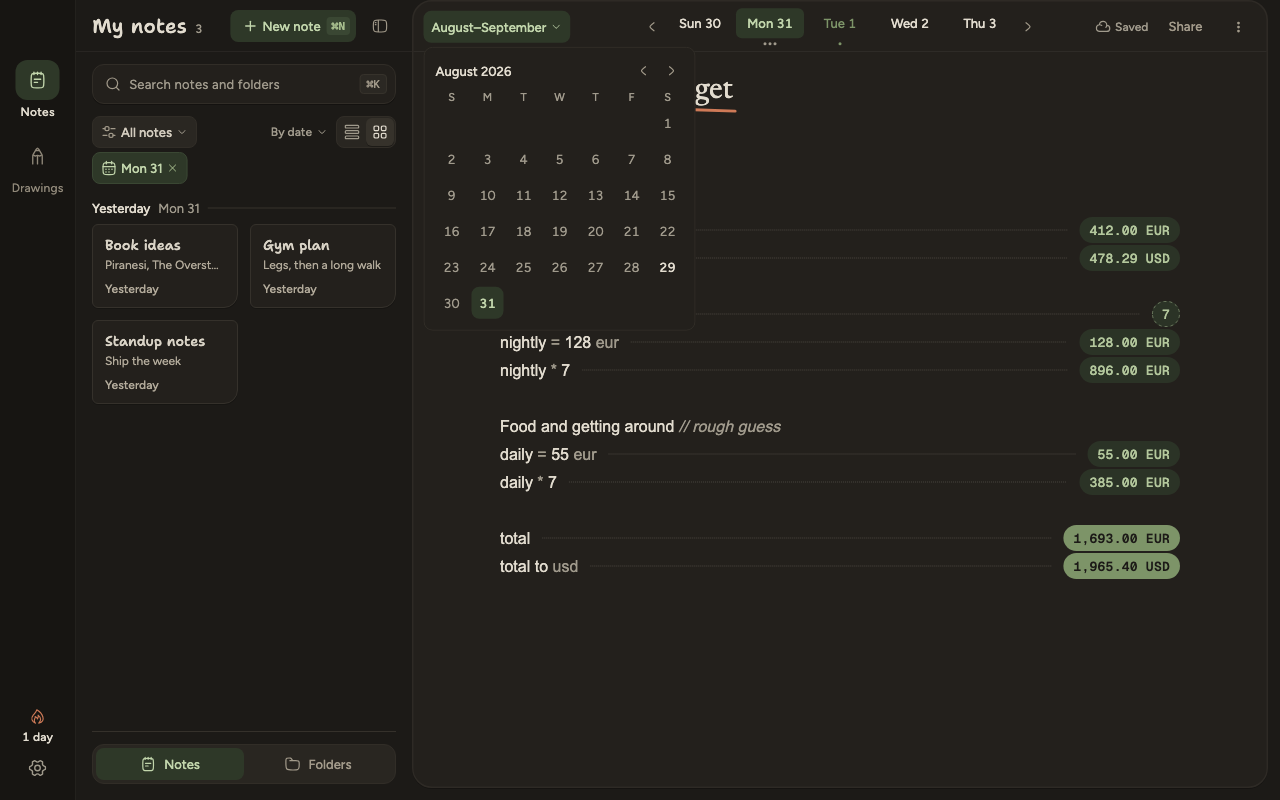 My notes 3
New note ⌘N
August–September
Sun 30
Mon 31
Tue 1
Wed 2
Thu 3
Saved
Share
Notes
Drawings
1 day
Search notes and folders ⌘K
All notes
By date
Mon 31
Yesterday Mon 31
Book ideas
Piranesi, The Overst...
Yesterday
Gym plan
Legs, then a long walk
Yesterday
Standup notes
Ship the week
Yesterday
Notes
Folders
August 2026
S M T W T F S
1
2 3 4 5 6 7 8
9 10 11 12 13 14 15
16 17 18 19 20 21 22
23 24 25 26 27 28 29
30 31
get
412.00 EUR
478.29 USD
7
nightly = 128 eur 128.00 EUR
nightly * 7 896.00 EUR
Food and getting around // rough guess
daily = 55 eur 55.00 EUR
daily * 7 385.00 EUR
total 1,693.00 EUR
total to usd 1,965.40 USD